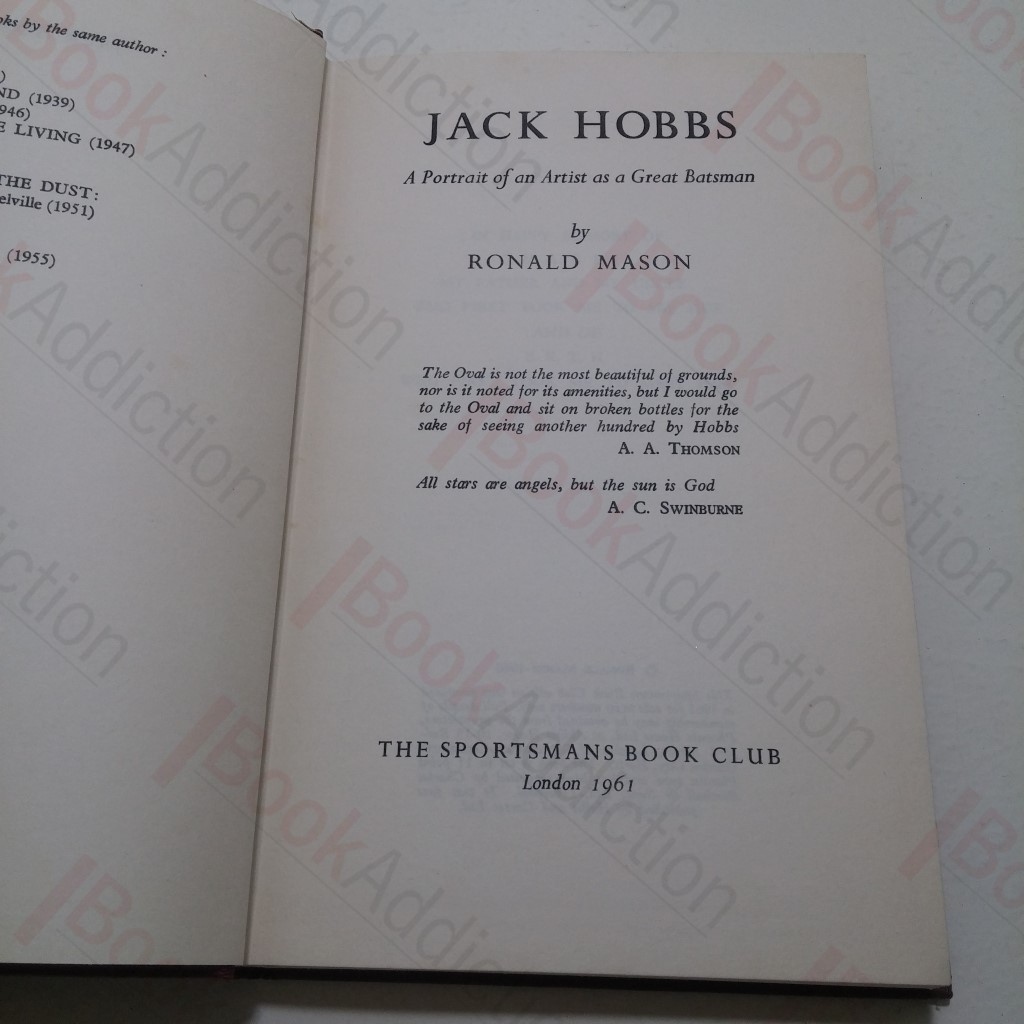 oks by the same author :
)
ND (1939)
946)
E LIVING (1947)
THE DUST:
elville (1951)
(1955)
JACK HOBBS
A Portrait of an Artist as a Great Batsman
by
RONALD MASON
The Oval is not the most beautiful of grounds,
nor is it noted for its amenities, but I would go
to the Oval and sit on broken bottles for the
sake of seeing another hundred by Hobbs
A. A. THOMSON
All stars are angels, but the sun is God
A. C. SWINBURNE
THE SPORTSMANS BOOK CLUB
London 1961
BookAddiction